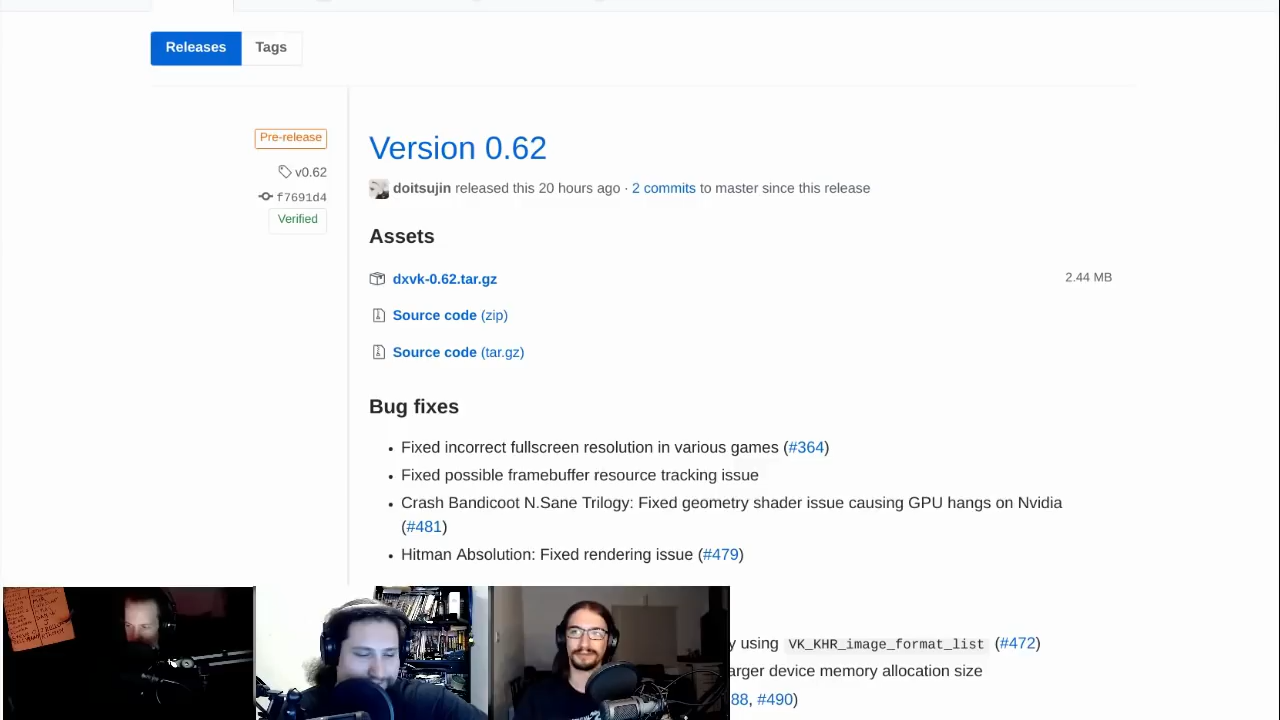 Releases Tags
Pre-release
v0.62
f7691d4
Verified
Version 0.62
doitsujin released this 20 hours ago · 2 commits to master since this release
Assets
dxvk-0.62.tar.gz 2.44 MB
Source code (zip)
Source code (tar.gz)
Bug fixes
Fixed incorrect fullscreen resolution in various games (#364)
Fixed possible framebuffer resource tracking issue
Crash Bandicoot N.Sane Trilogy: Fixed geometry shader issue causing GPU hangs on Nvidia
(#481)
Hitman Absolution: Fixed rendering issue (#479)
using VK_KHR_image_format_list (#472)
device memory allocation size
#490)